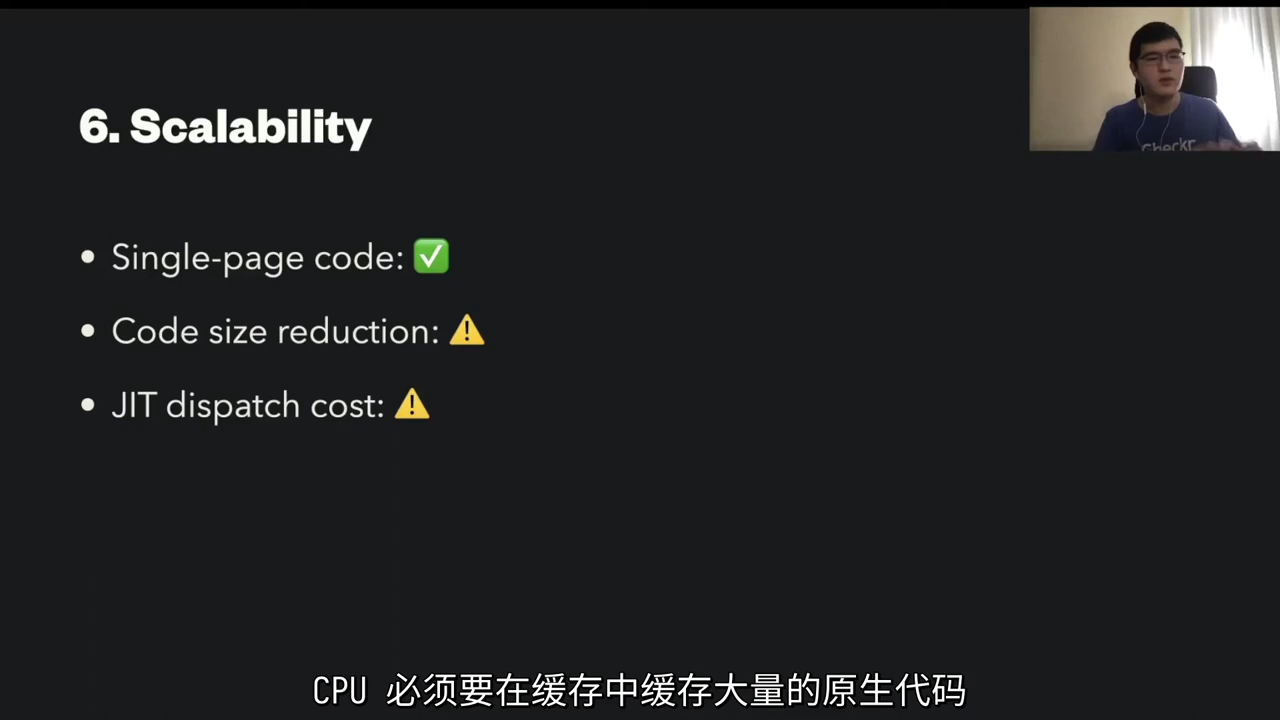 6. Scalability
Checkr
• Single-page code: ✅
• Code size reduction: ⚠️
• JIT dispatch cost: ⚠️
CPU 必须要在缓存中缓存大量的原生代码